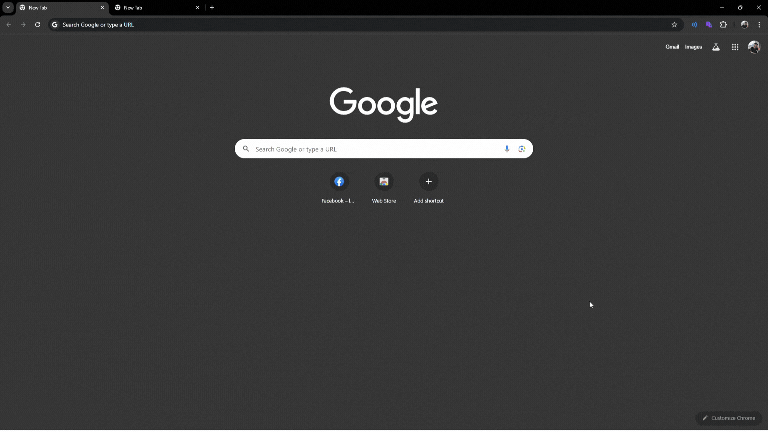 New Tab
New Tab
Search Google or type a URL
Gmail Images
Google
Search Google or type a URL
Facebook – l...
Web Store
Add shortcut
Customize Chrome